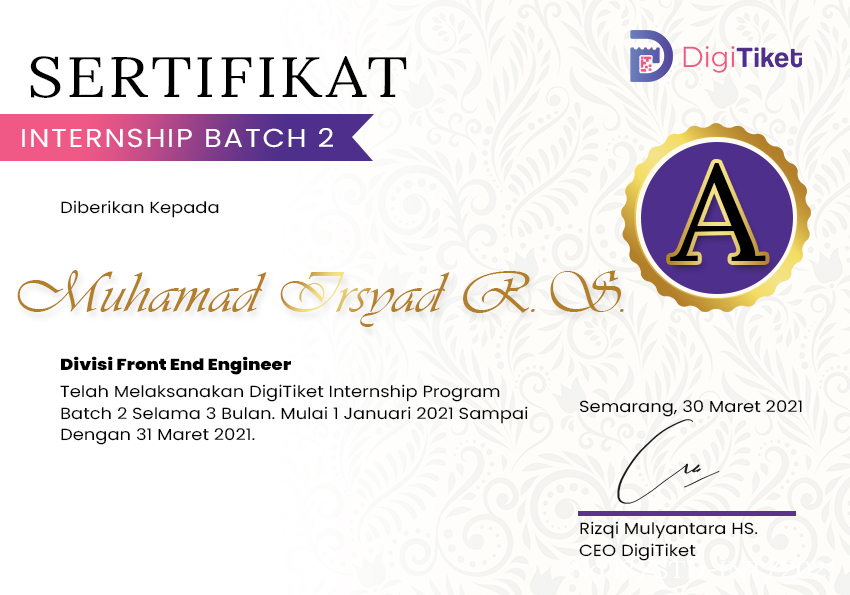 SERTIFIKAT
DigiTiket
INTERNSHIP BATCH 2
A
Diberikan Kepada
Muhamad Irsyad R. S.
Divisi Front End Engineer
Telah Melaksanakan DigiTiket Internship Program
Batch 2 Selama 3 Bulan. Mulai 1 Januari 2021 Sampai
Dengan 31 Maret 2021.
Semarang, 30 Maret 2021
Rizqi Mulyantara HS.
CEO DigiTiket